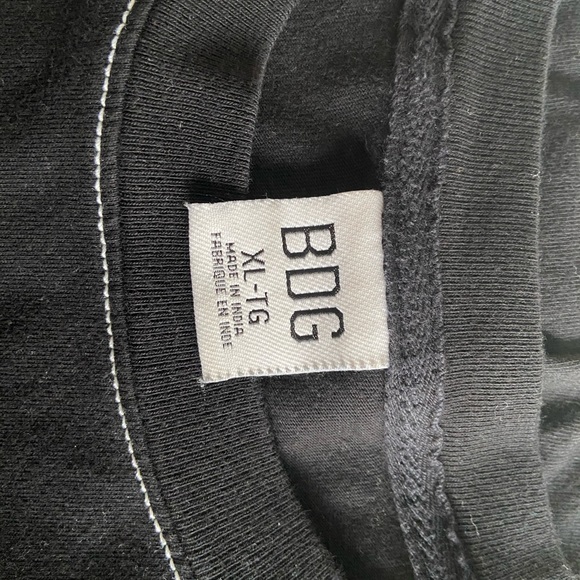 BDG
XL-TG
MADE IN INDIA
FABRIQUE EN INDE